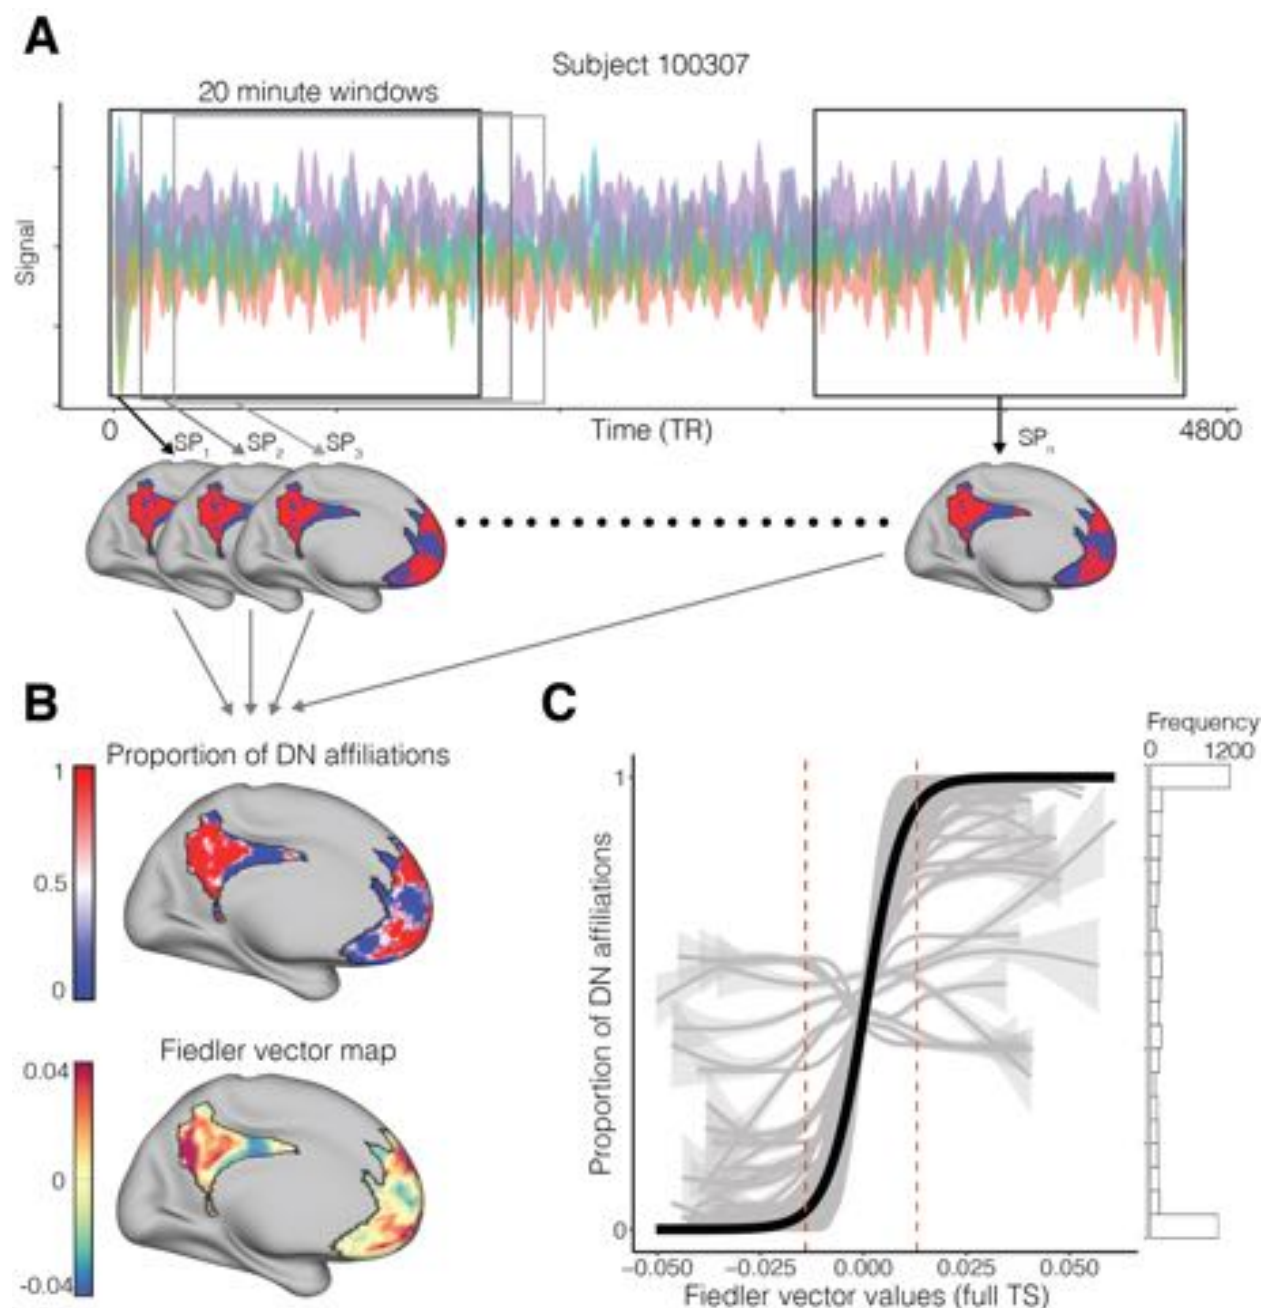 A
Subject 100307
20 minute windows
Signal
0
Time (TR)
4800
SP1
SP2
SP3
SPn
B
Proportion of DN affiliations
1
0.5
0
Fiedler vector map
0.04
0
-0.04
C
Frequency
0 1200
Proportion of DN affiliations
1
0
−0.050 −0.025 0.000 0.025 0.050
Fiedler vector values (full TS)